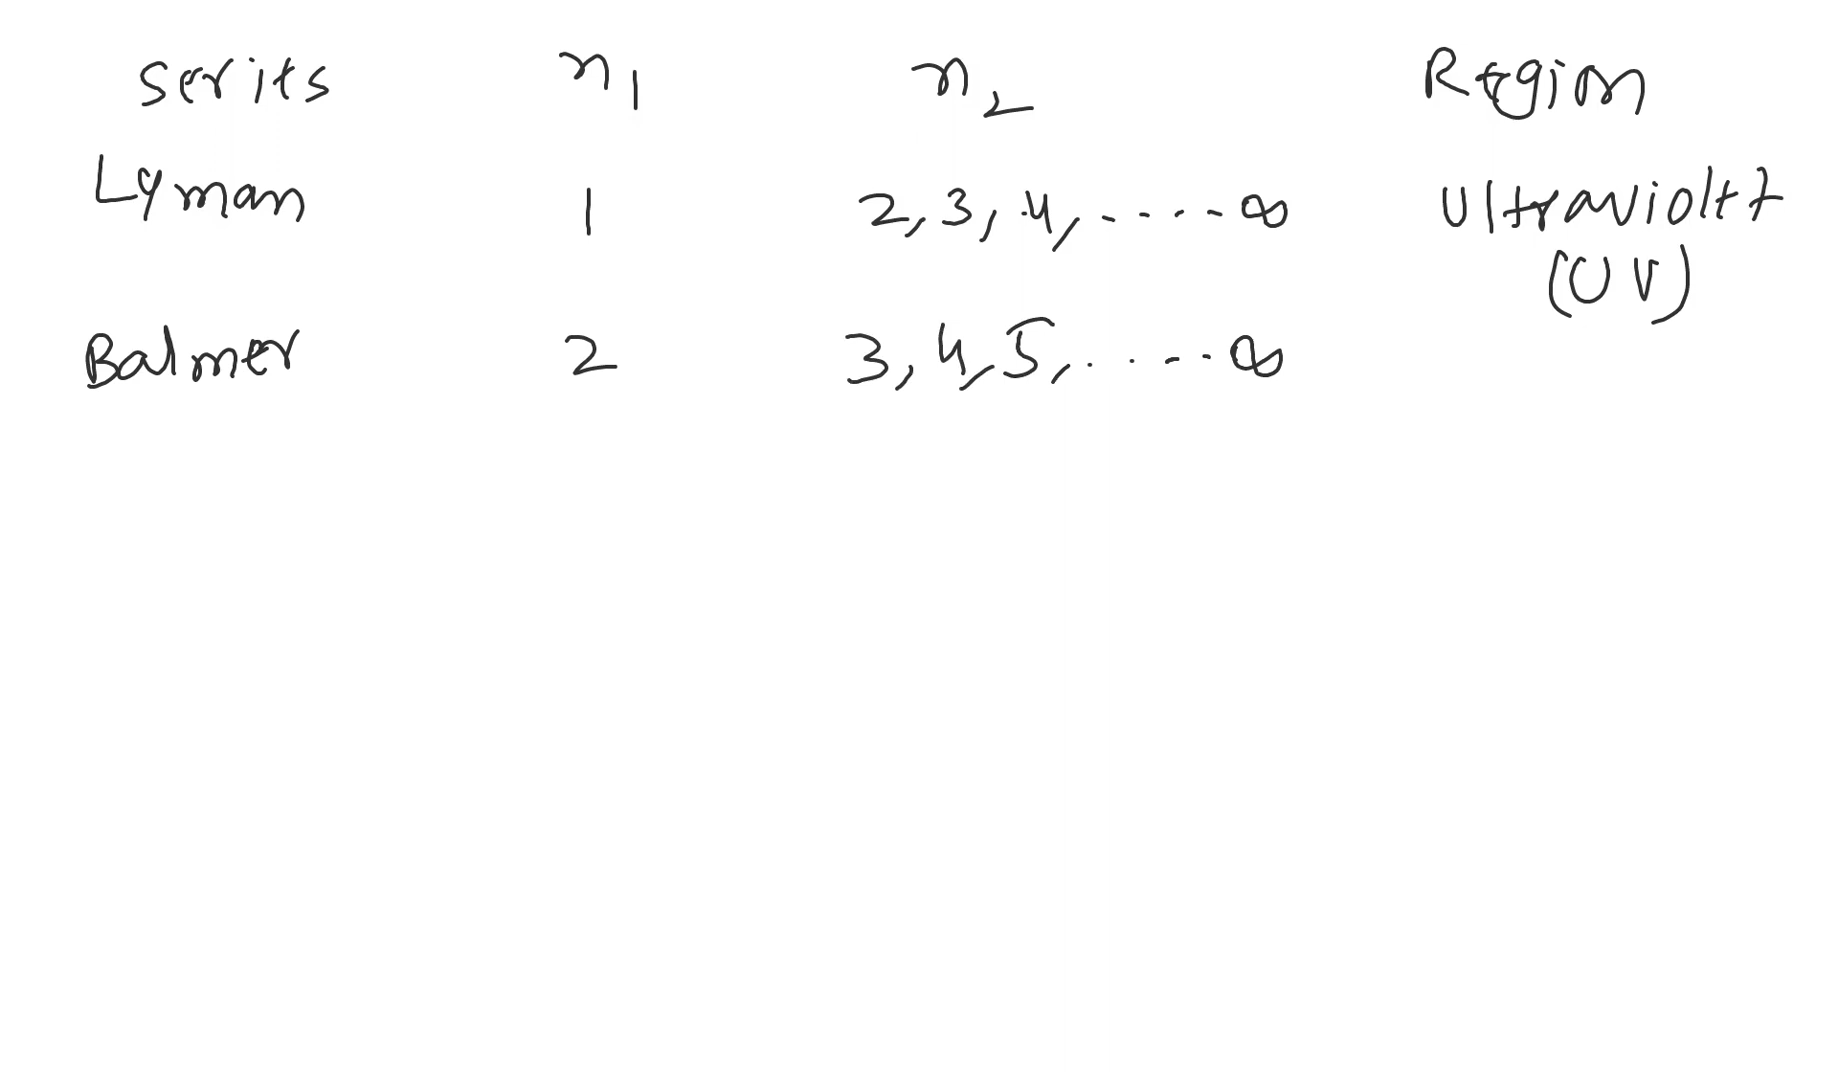 Series n₁ n₂ Region
Lyman 1 2, 3, 4, ..... ∞ Ultraviolet
(UV)
Balmer 2 3, 4, 5, ..... ∞